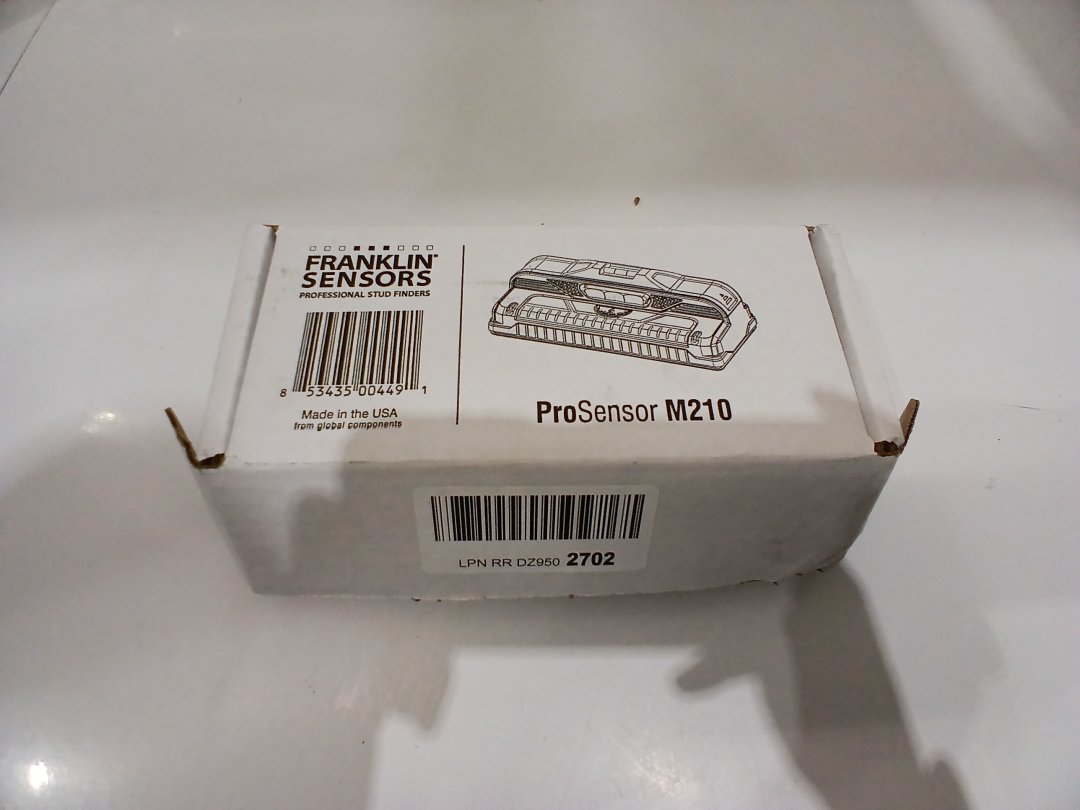 FRANKLIN®
SENSORS
PROFESSIONAL STUD FINDERS
8 53435 00449 1
Made in the USA
from global components
ProSensor M210
LPN RR DZ950 2702